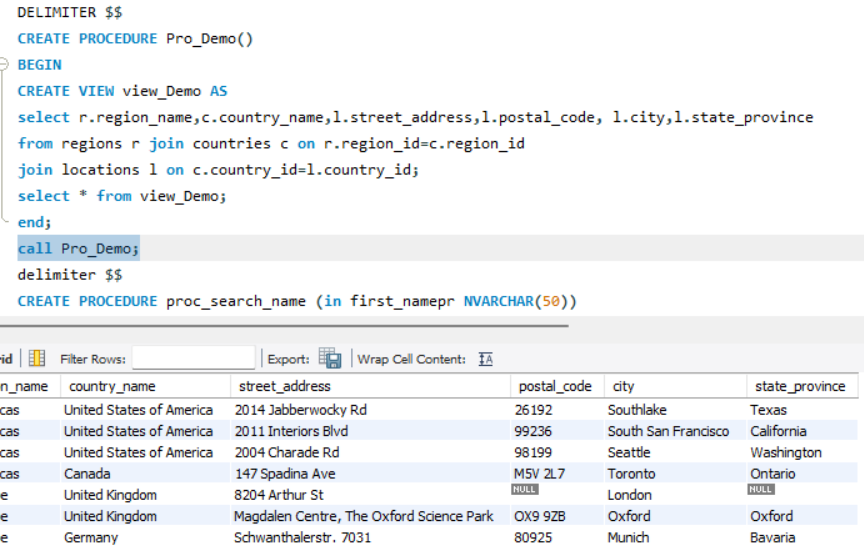 DELIMITER $$
CREATE PROCEDURE Pro_Demo()
BEGIN
CREATE VIEW view_Demo AS
select r.region_name,c.country_name,l.street_address,l.postal_code, l.city,l.state_province
from regions r join countries c on r.region_id=c.region_id
join locations l on c.country_id=l.country_id;
select * from view_Demo;
end;
call Pro_Demo;
delimiter $$
CREATE PROCEDURE proc_search_name (in first_namepr NVARCHAR(50))
rid Filter Rows: Export: Wrap Cell Content: IA
n_name country_name street_address postal_code city state_province
cas United States of America 2014 Jabberwocky Rd 26192 Southlake Texas
cas United States of America 2011 Interiors Blvd 99236 South San Francisco California
cas United States of America 2004 Charade Rd 98199 Seattle Washington
cas Canada 147 Spadina Ave M5V 2L7 Toronto Ontario
e United Kingdom 8204 Arthur St NULL London NULL
e United Kingdom Magdalen Centre, The Oxford Science Park OX9 9ZB Oxford Oxford
e Germany Schwanthalerstr. 7031 80925 Munich Bavaria